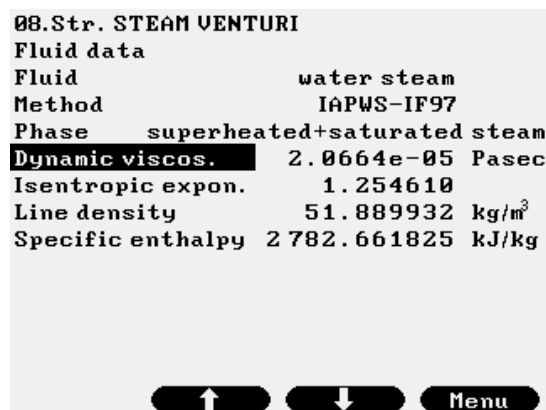 08.Str. STEAM VENTURI
Fluid data
Fluid water steam
Method IAPWS-IF97
Phase superheated+saturated steam
Dynamic viscos. 2.0664e-05 Pasec
Isentropic expon. 1.254610
Line density 51.889932 kg/m³
Specific enthalpy 2 782.661825 kJ/kg
Menu